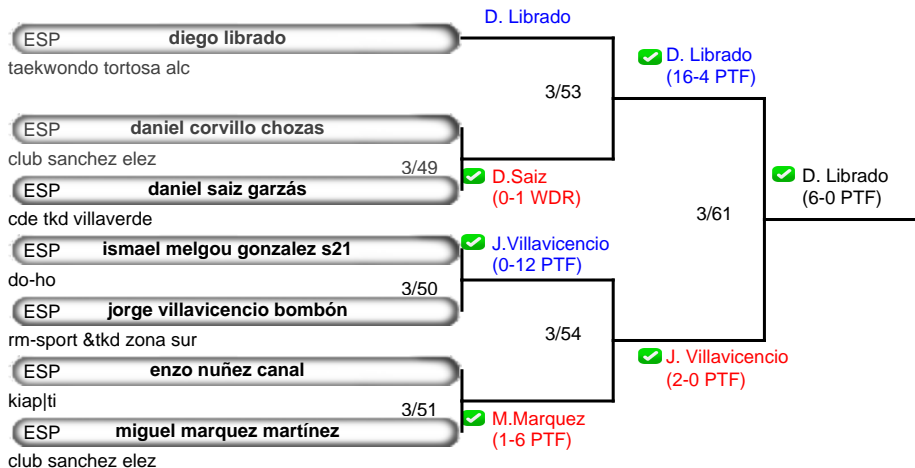 D. Librado
ESP diego librado
taekwondo tortosa alc
D. Librado
(16-4 PTF)
3/53
ESP daniel corvillo chozas
club sanchez elez
3/49
ESP daniel saiz garzás
D.Saiz
(0-1 WDR)
cde tkd villaverde
D. Librado
(6-0 PTF)
3/61
ESP ismael melgou gonzalez s21
J.Villavicencio
(0-12 PTF)
do-ho
3/50
ESP jorge villavicencio bombón
rm-sport &tkd zona sur
3/54
ESP enzo nuñez canal
J. Villavicencio
(2-0 PTF)
kiap|ti
3/51
ESP miguel marquez martínez
M.Marquez
(1-6 PTF)
club sanchez elez